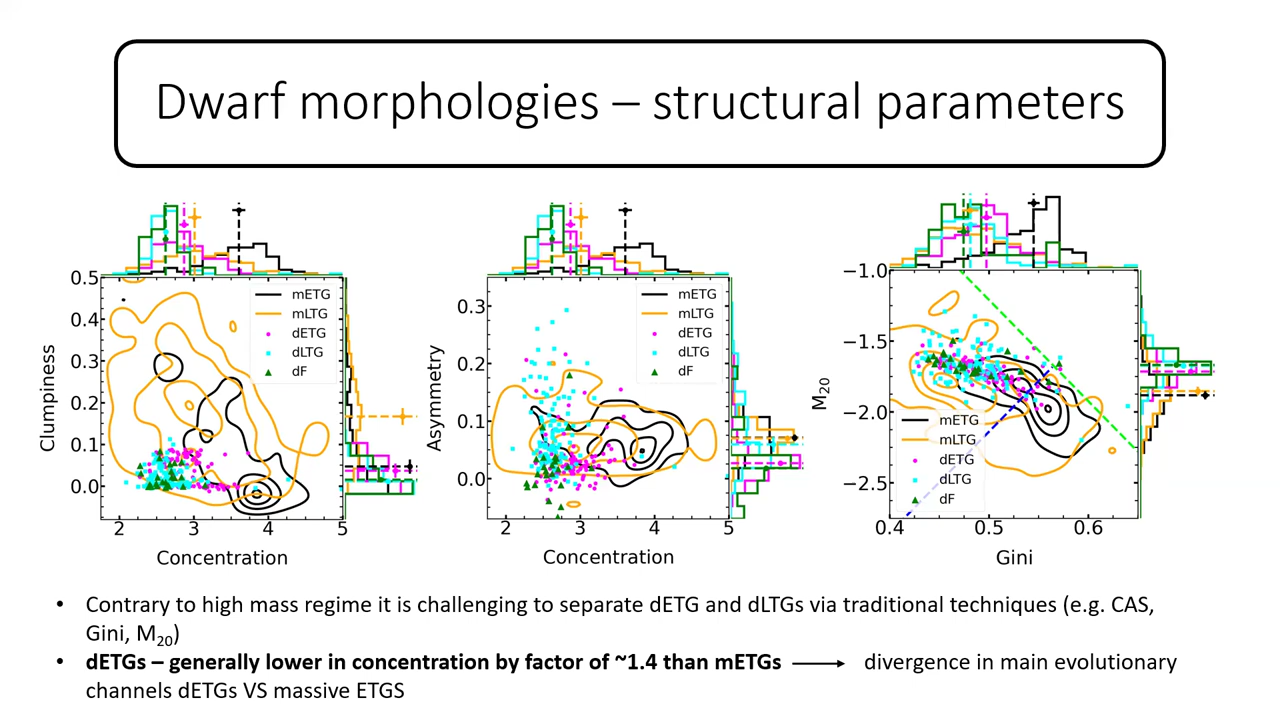 Dwarf morphologies – structural parameters
0.5
0.4
0.3
0.2
0.1
0.0
Clumpiness
mETG
mLTG
dETG
dLTG
dF
2 3 4 5
Concentration
0.3
0.2
0.1
0.0
Asymmetry
mETG
mLTG
dETG
dLTG
dF
2 3 4 5
Concentration
−1.0
−1.5
−2.0
−2.5
M20
mETG
mLTG
dETG
dLTG
dF
0.4 0.5 0.6
Gini
• Contrary to high mass regime it is challenging to separate dETG and dLTGs via traditional techniques (e.g. CAS,
Gini, M20)
• dETGs – generally lower in concentration by factor of ~1.4 than mETGs ⟶ divergence in main evolutionary
channels dETGs VS massive ETGS